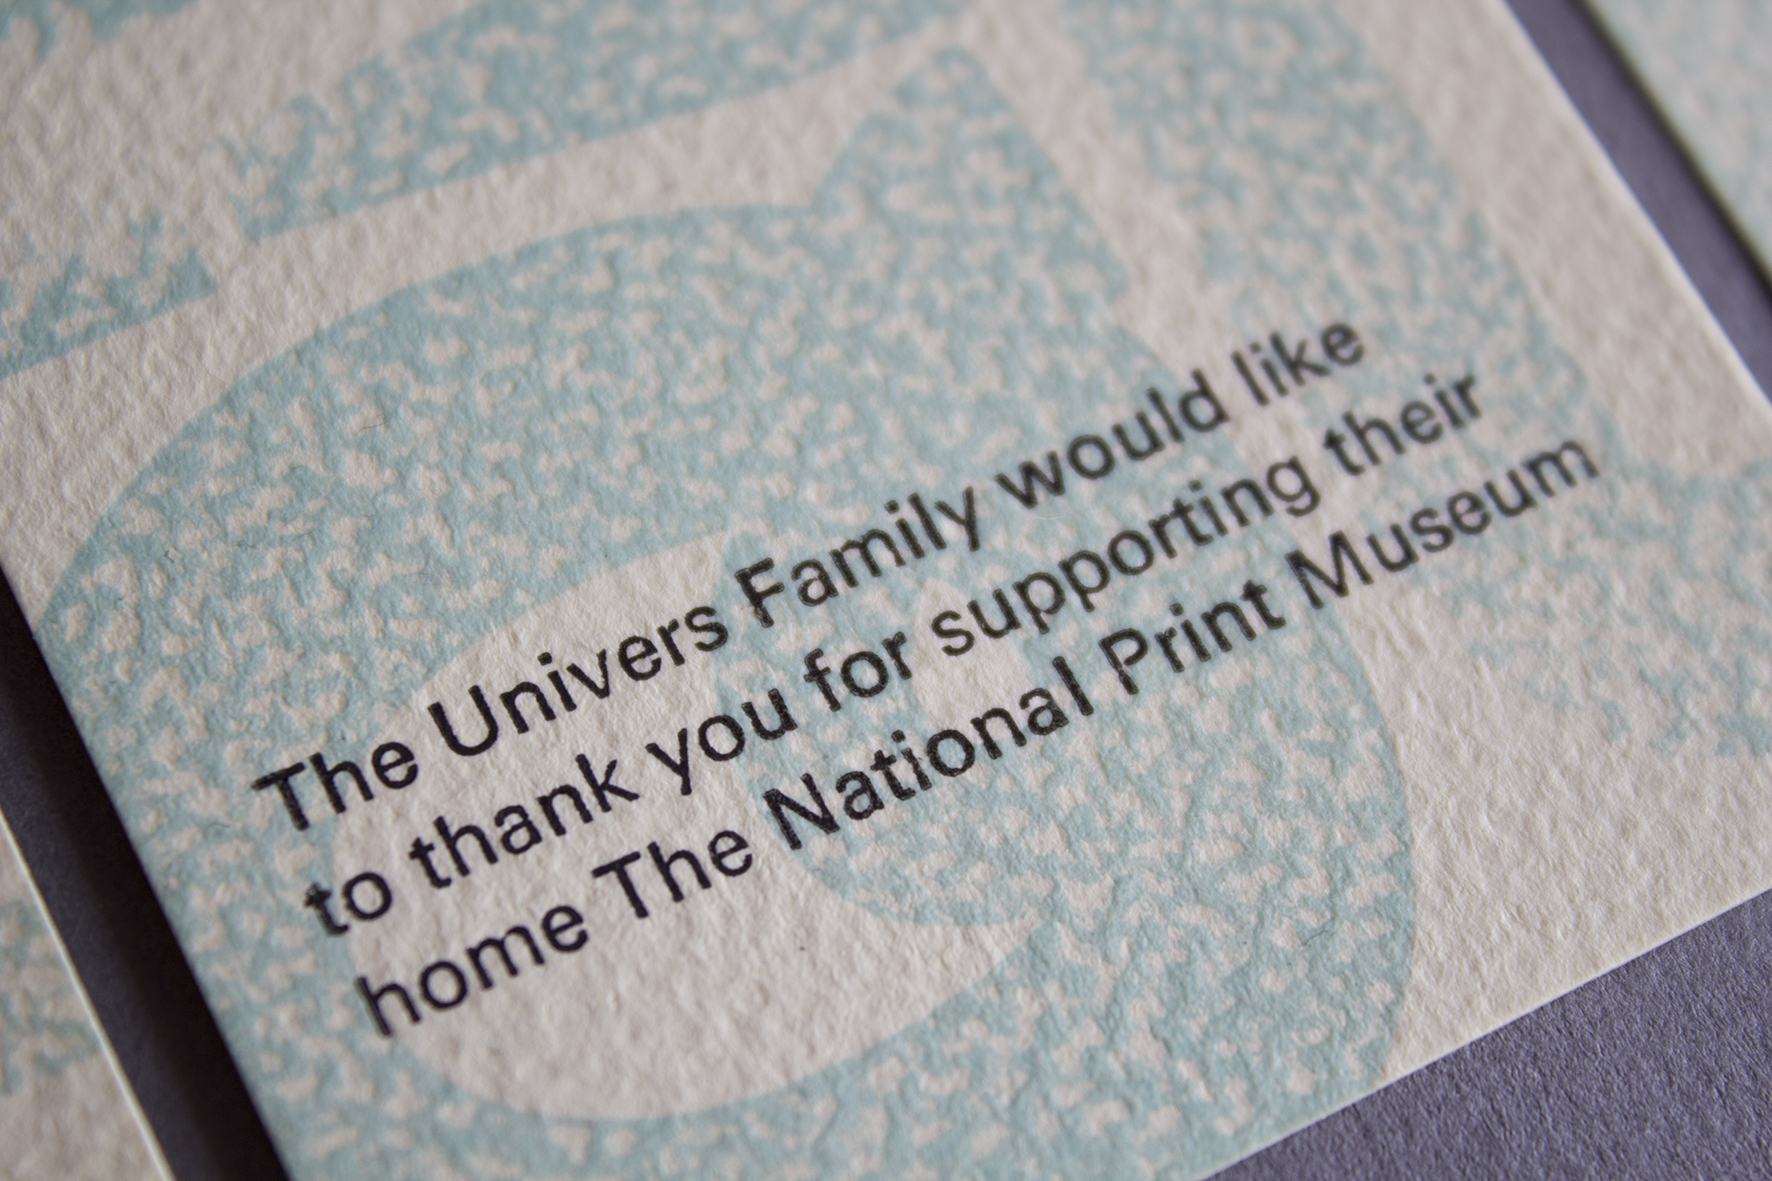 The Univers Family would like
to thank you for supporting their
home The National Print Museum